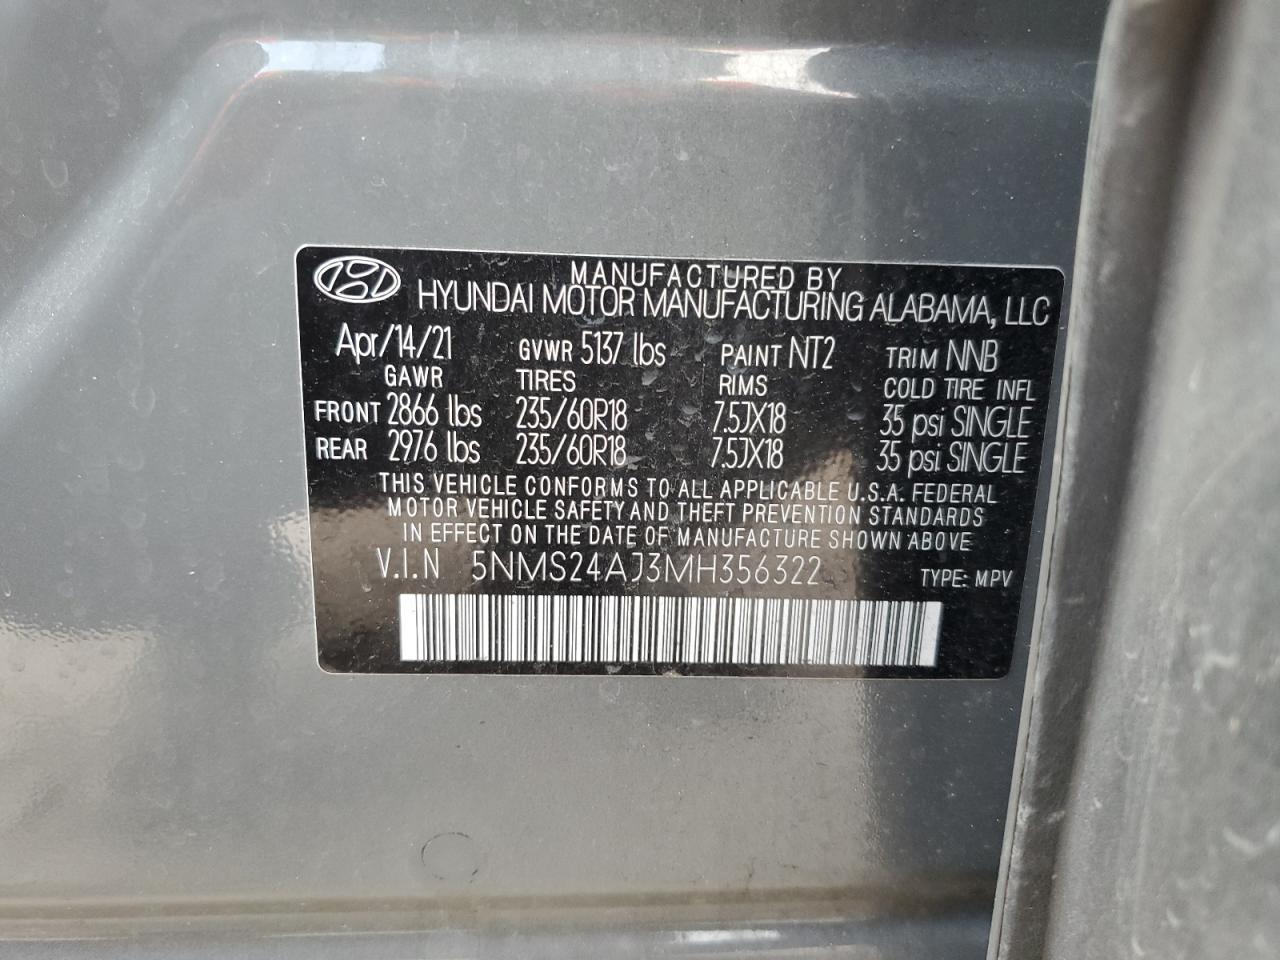 MANUFACTURED BY
HYUNDAI MOTOR MANUFACTURING ALABAMA, LLC
Apr/14/21 GVWR 5137 lbs PAINT NT2 TRIM NNB
GAWR TIRES RIMS COLD TIRE INFL
FRONT 2866 lbs 235/60R18 7.5JX18 35 psi SINGLE
REAR 2976 lbs 235/60R18 7.5JX18 35 psi SINGLE
THIS VEHICLE CONFORMS TO ALL APPLICABLE U.S.A. FEDERAL
MOTOR VEHICLE SAFETY AND THEFT PREVENTION STANDARDS
IN EFFECT ON THE DATE OF MANUFACTURE SHOWN ABOVE
V.I.N 5NMS24AJ3MH356322 TYPE: MPV